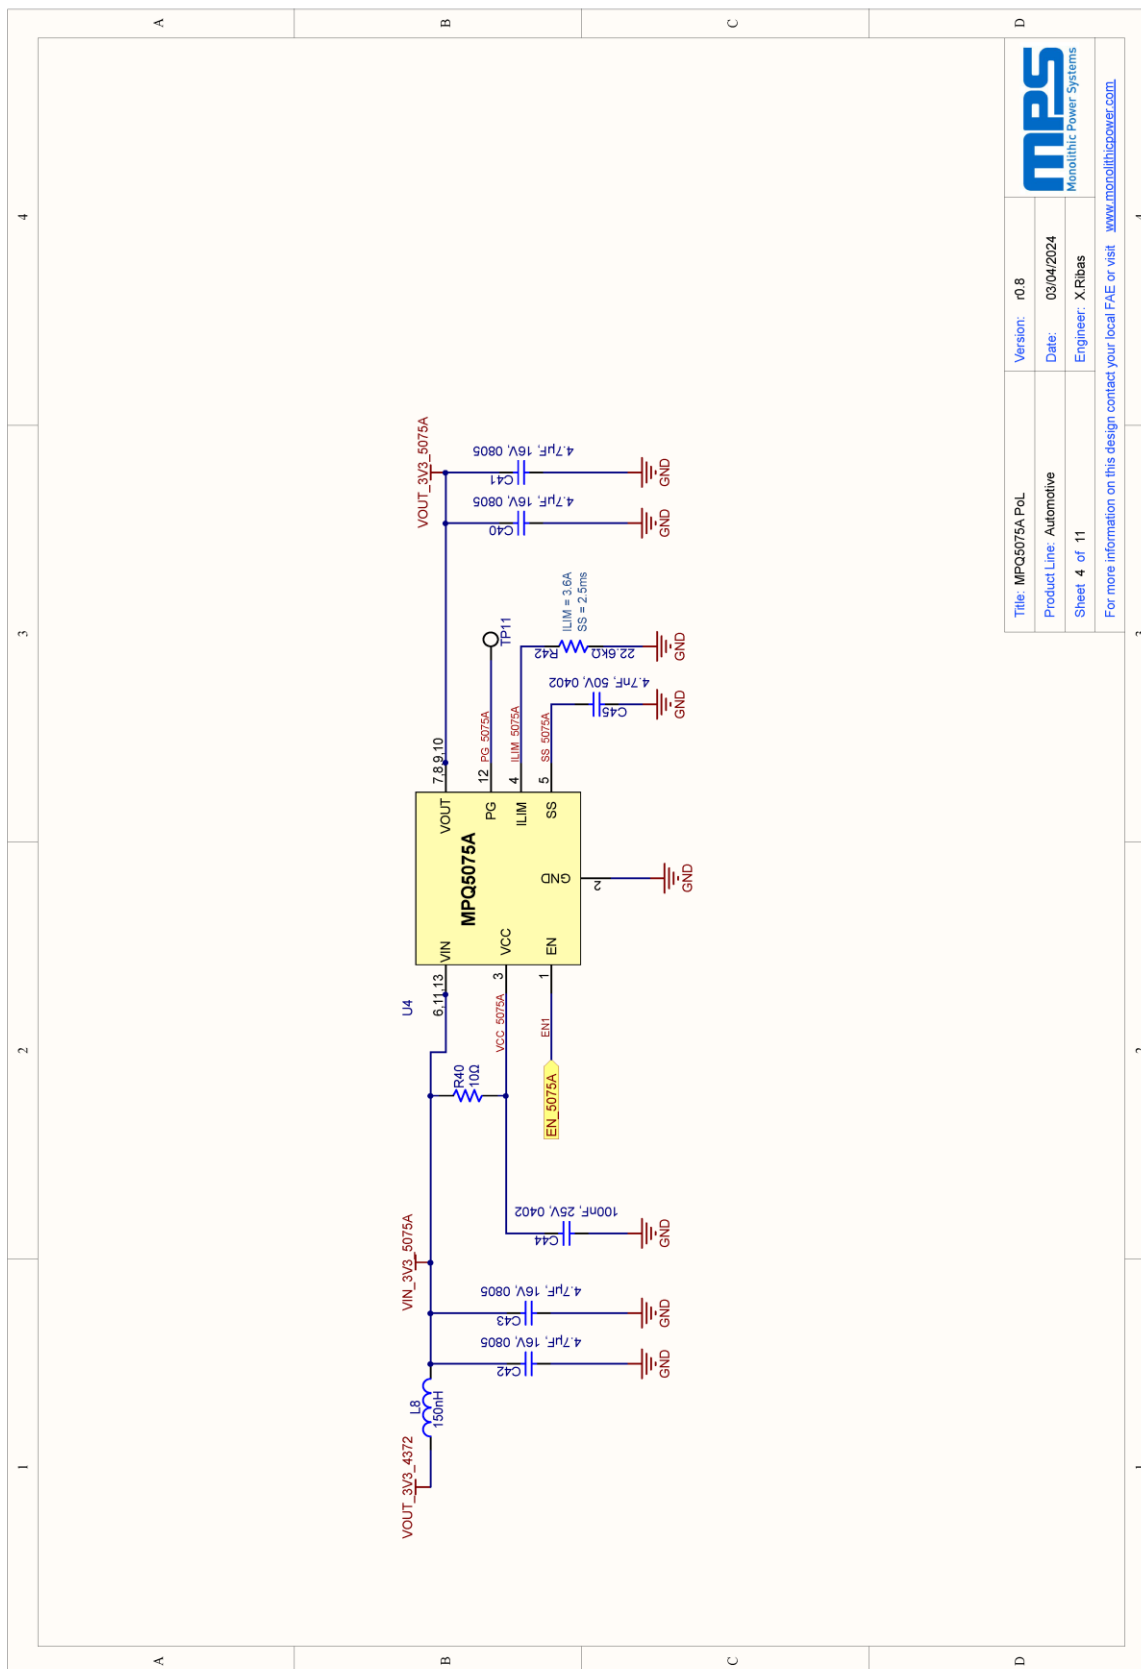 1
2
3
4
A
B
C
D
A
B
C
D
1
2
3
4
VOUT_3V3_4372
L8
150nH
VIN_3V3_5075A
C42
4.7µF, 16V, 0805
GND
C43
4.7µF, 16V, 0805
GND
C44
100nF, 25V, 0402
GND
R40
10Ω
VCC_5075A
EN_5075A
EN1
U4
6,11,13
3
1
VIN
VCC
EN
MPQ5075A
GND
2
GND
VOUT
PG
ILIM
SS
7,8,9,10
12
4
5
PG_5075A
ILIM_5075A
SS_5075A
TP11
C45
4.7nF, 50V, 0402
GND
R42
22.6kΩ
GND
ILIM = 3.6A
SS = 2.5ms
VOUT_3V3_5075A
C40
4.7µF, 16V, 0805
GND
C41
4.7µF, 16V, 0805
GND
Title: MPQ5075A PoL
Version: r0.8
Product Line: Automotive
Date: 03/04/2024
Sheet 4 of 11
Engineer: X.Ribas
MPS
Monolithic Power Systems
For more information on this design contact your local FAE or visit www.monolithicpower.com